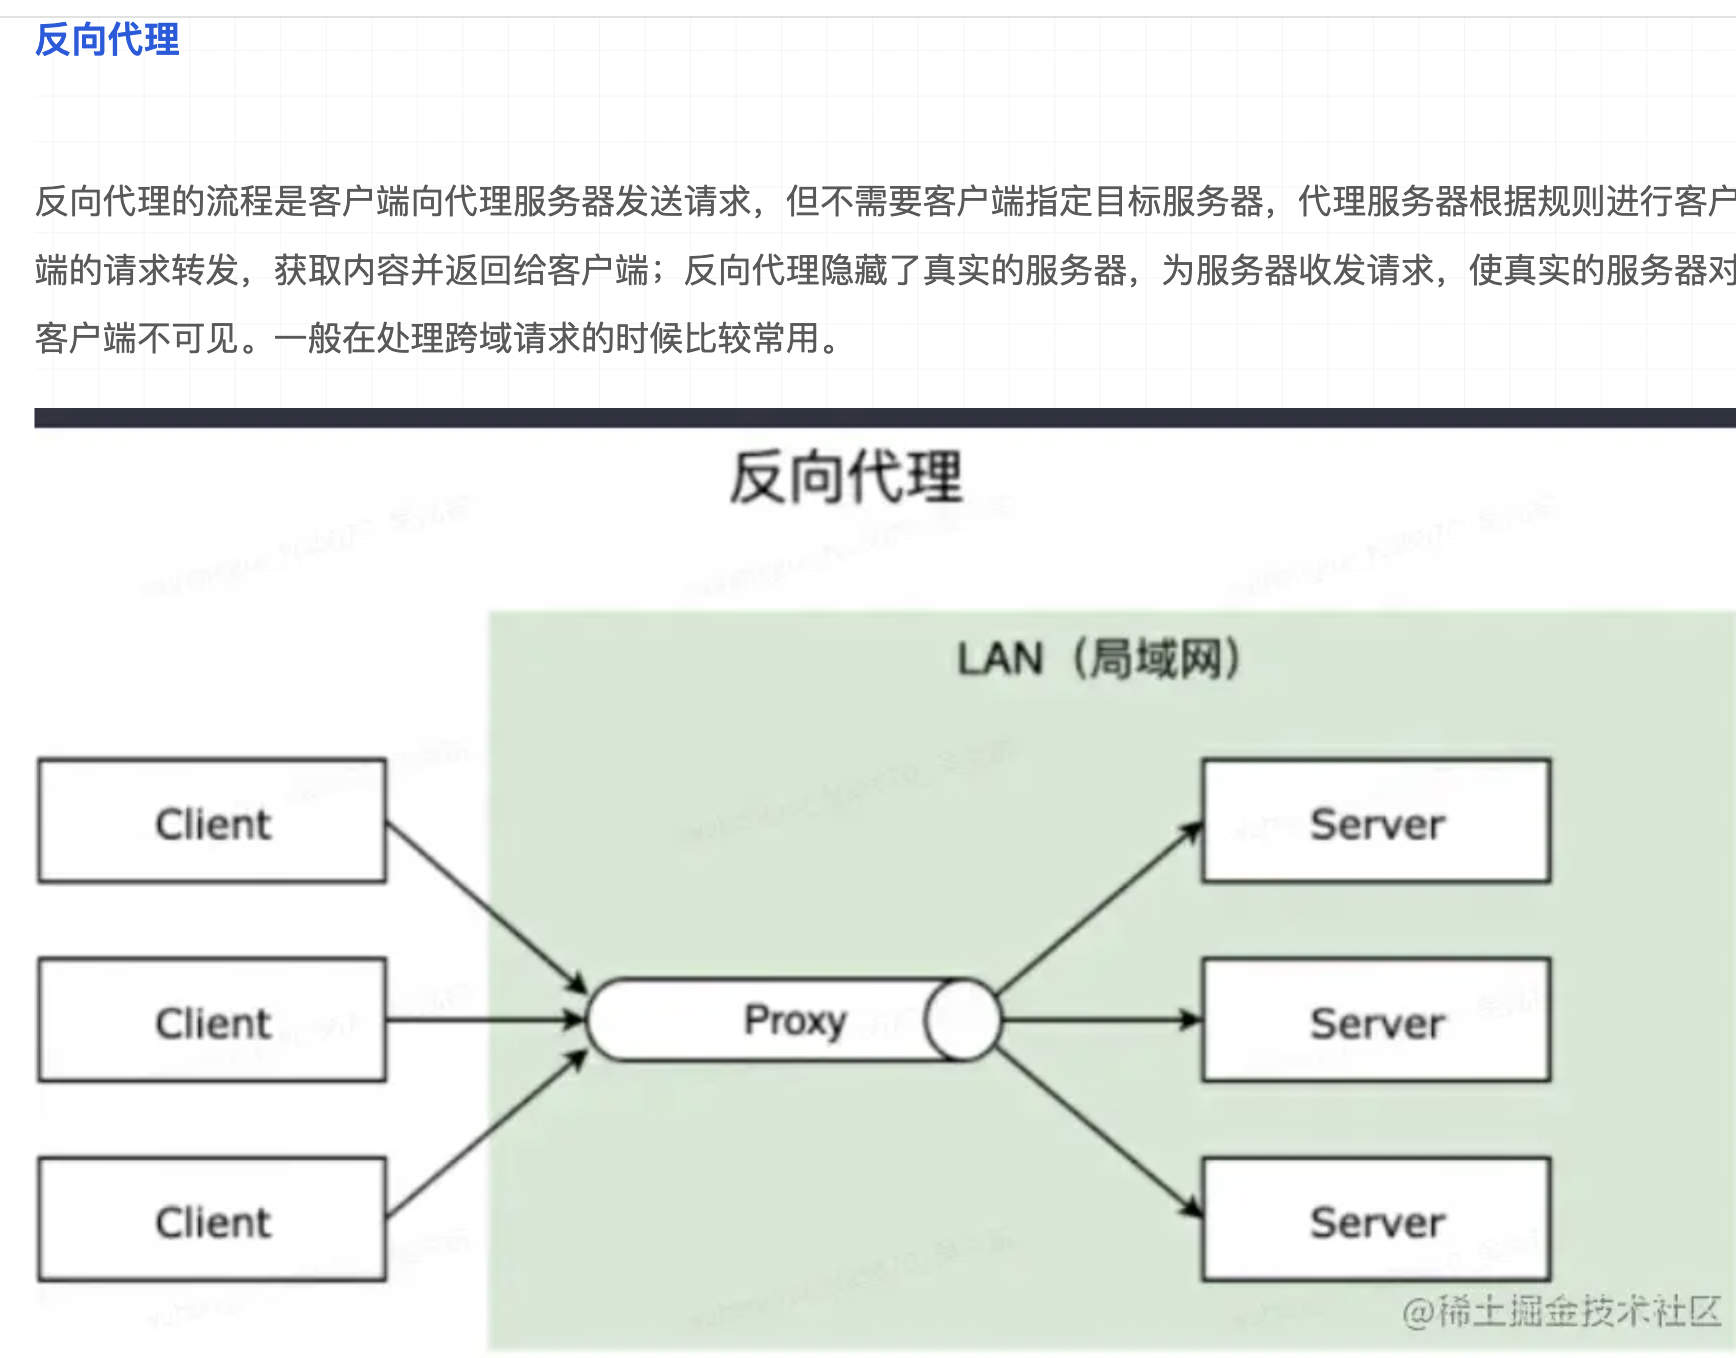 反向代理
反向代理的流程是客户端向代理服务器发送请求，但不需要客户端指定目标服务器，代理服务器根据规则进行客户
端的请求转发，获取内容并返回给客户端；反向代理隐藏了真实的服务器，为服务器收发请求，使真实的服务器对
客户端不可见。一般在处理跨域请求的时候比较常用。
反向代理
LAN（局域网）
Client
Server
Client
Proxy
Server
Client
Server
@稀土掘金技术社区